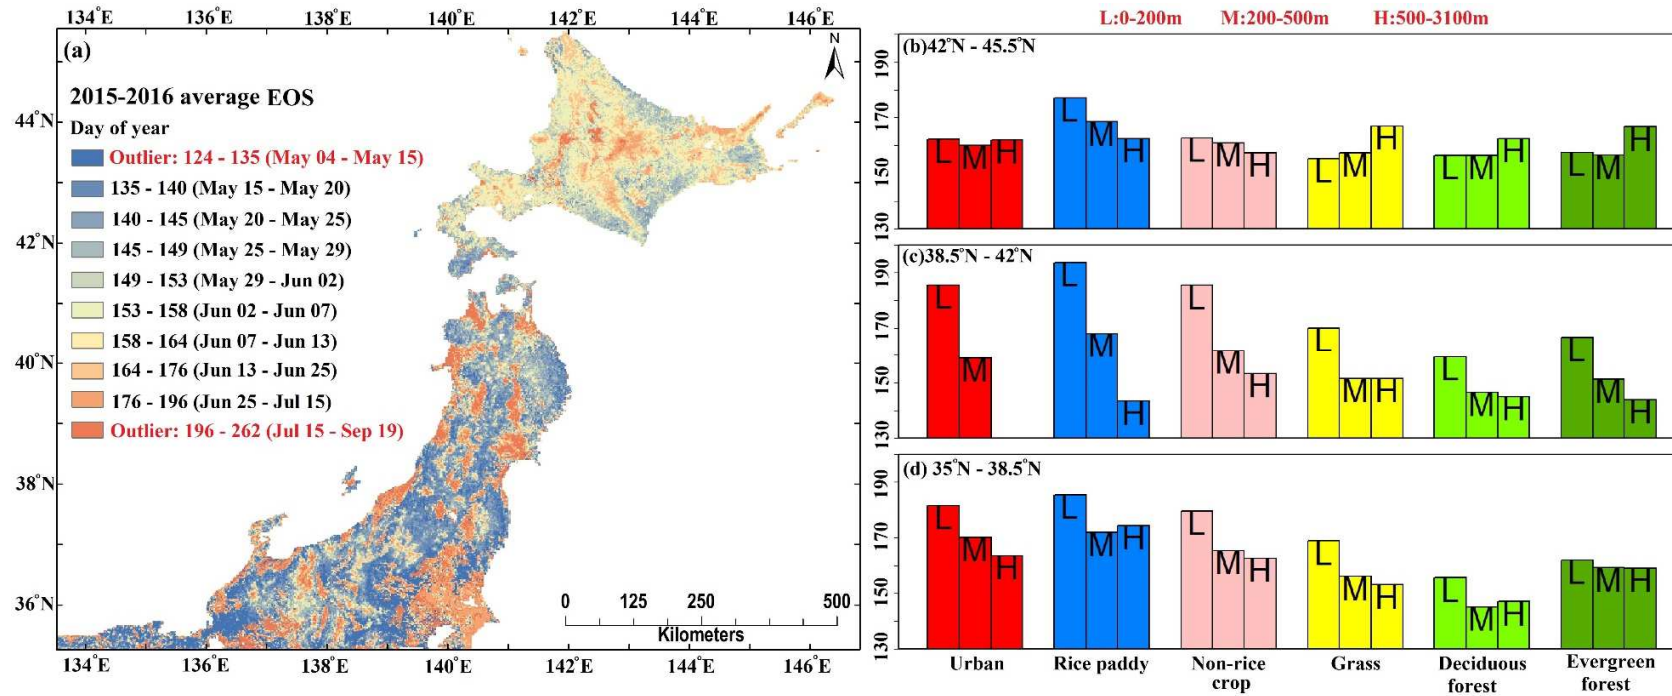 134°E 136°E 138°E 140°E 142°E 144°E 146°E
(a)
N
2015-2016 average EOS
Day of year
Outlier: 124 - 135 (May 04 - May 15)
135 - 140 (May 15 - May 20)
140 - 145 (May 20 - May 25)
145 - 149 (May 25 - May 29)
149 - 153 (May 29 - Jun 02)
153 - 158 (Jun 02 - Jun 07)
158 - 164 (Jun 07 - Jun 13)
164 - 176 (Jun 13 - Jun 25)
176 - 196 (Jun 25 - Jul 15)
Outlier: 196 - 262 (Jul 15 - Sep 19)
44°N
42°N
40°N
38°N
36°N
44°N
42°N
40°N
38°N
36°N
0 125 250 500
Kilometers
134°E 136°E 138°E 140°E 142°E 144°E 146°E
L:0-200m M:200-500m H:500-3100m
(b)42°N - 45.5°N
190
170
150
130
L M H L M H L M H L M H L M H L M H
(c)38.5°N - 42°N
190
170
150
130
L M L M H L M H L M H L M H L M H
(d) 35°N - 38.5°N
190
170
150
130
L M H L M H L M H L M H L M H L M H
Urban Rice paddy Non-rice Grass Deciduous Evergreen
crop forest forest